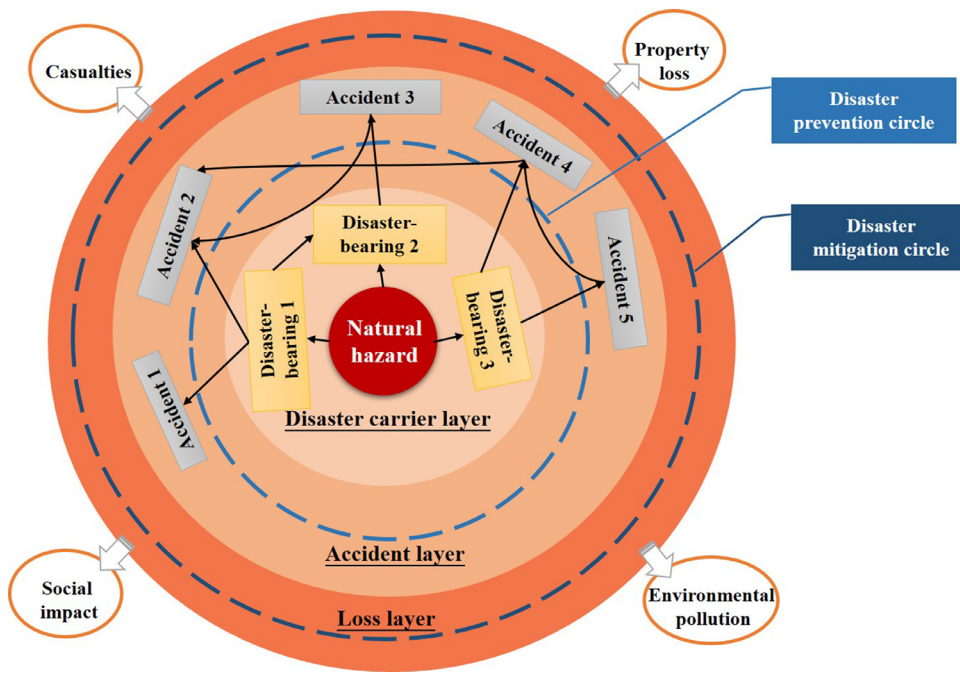 Casualties
Property
loss
Disaster
prevention circle
Disaster
mitigation circle
Accident 3
Accident 4
Accident 2
Accident 5
Accident 1
Disaster-
bearing 2
Disaster-
bearing 1
Disaster-
bearing 3
Natural
hazard
Disaster carrier layer
Accident layer
Loss layer
Social
impact
Environmental
pollution